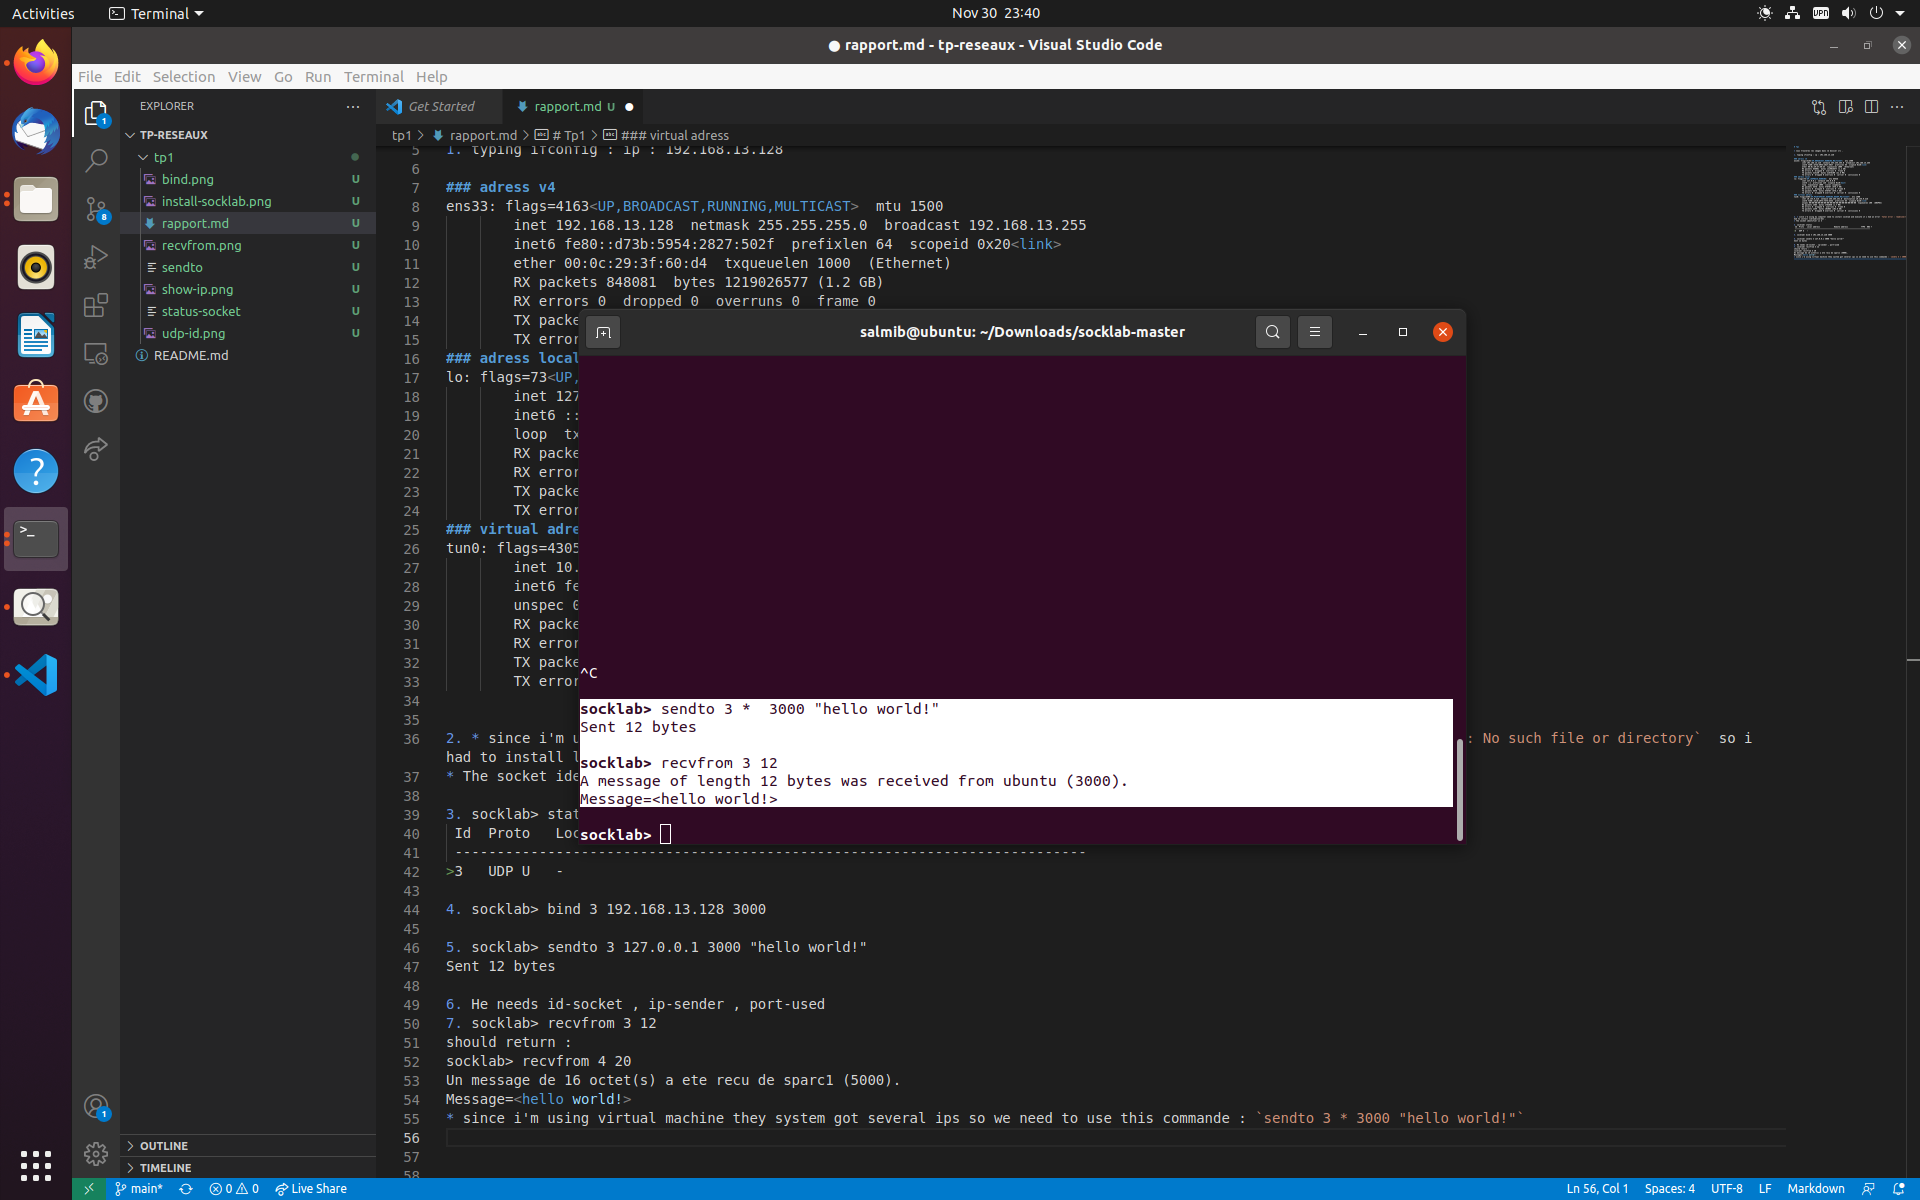 Activities
Terminal
Nov 30 23:40
VPN
● rapport.md - tp-reseaux - Visual Studio Code
File Edit Selection View Go Run Terminal Help
EXPLORER
Get Started
rapport.md U
TP-RESEAUX
tp1 > rapport.md > # Tp1 > ### virtual adress
tp1
bind.png U
install-socklab.png U
rapport.md U
recvfrom.png U
sendto U
show-ip.png U
status-socket U
udp-id.png U
README.md
1
8
1
OUTLINE
TIMELINE
5 1. typing ifconfig : ip : 192.168.13.128
6
7 ### adress v4
8 ens33: flags=4163<UP,BROADCAST,RUNNING,MULTICAST> mtu 1500
9 inet 192.168.13.128 netmask 255.255.255.0 broadcast 192.168.13.255
10 inet6 fe80::d73b:5954:2827:502f prefixlen 64 scopeid 0x20<link>
11 ether 00:0c:29:3f:60:d4 txqueuelen 1000 (Ethernet)
12 RX packets 848081 bytes 1219026577 (1.2 GB)
13 RX errors 0 dropped 0 overruns 0 frame 0
14 TX packe
15 TX error
16 ### adress local
17 lo: flags=73<UP,
18 inet 127
19 inet6 ::
20 loop tx
21 RX packe
22 RX error
23 TX packe
24 TX error
25 ### virtual adre
26 tun0: flags=4305
27 inet 10.
28 inet6 fe
29 unspec 0
30 RX packe
31 RX error
32 TX packe
33 TX error
34
35
36 2. * since i'm u : No such file or directory` so i
had to install l
37 * The socket ide
38
39 3. socklab> stat
40 Id Proto Loc
41 ---------------------------------------------------------------------------
42 >3 UDP U -
43
44 4. socklab> bind 3 192.168.13.128 3000
45
46 5. socklab> sendto 3 127.0.0.1 3000 "hello world!"
47 Sent 12 bytes
48
49 6. He needs id-socket , ip-sender , port-used
50 7. socklab> recvfrom 3 12
51 should return :
52 socklab> recvfrom 4 20
53 Un message de 16 octet(s) a ete recu de sparc1 (5000).
54 Message=<hello world!>
55 * since i'm using virtual machine they system got several ips so we need to use this commande : `sendto 3 * 3000 "hello world!"`
56
57
58
salmib@ubuntu: ~/Downloads/socklab-master
^C
socklab> sendto 3 *  3000 "hello world!"
Sent 12 bytes
socklab> recvfrom 3 12
A message of length 12 bytes was received from ubuntu (3000).
Message=<hello world!>
socklab>
main* 0 0 Live Share
Ln 56, Col 1 Spaces: 4 UTF-8 LF Markdown